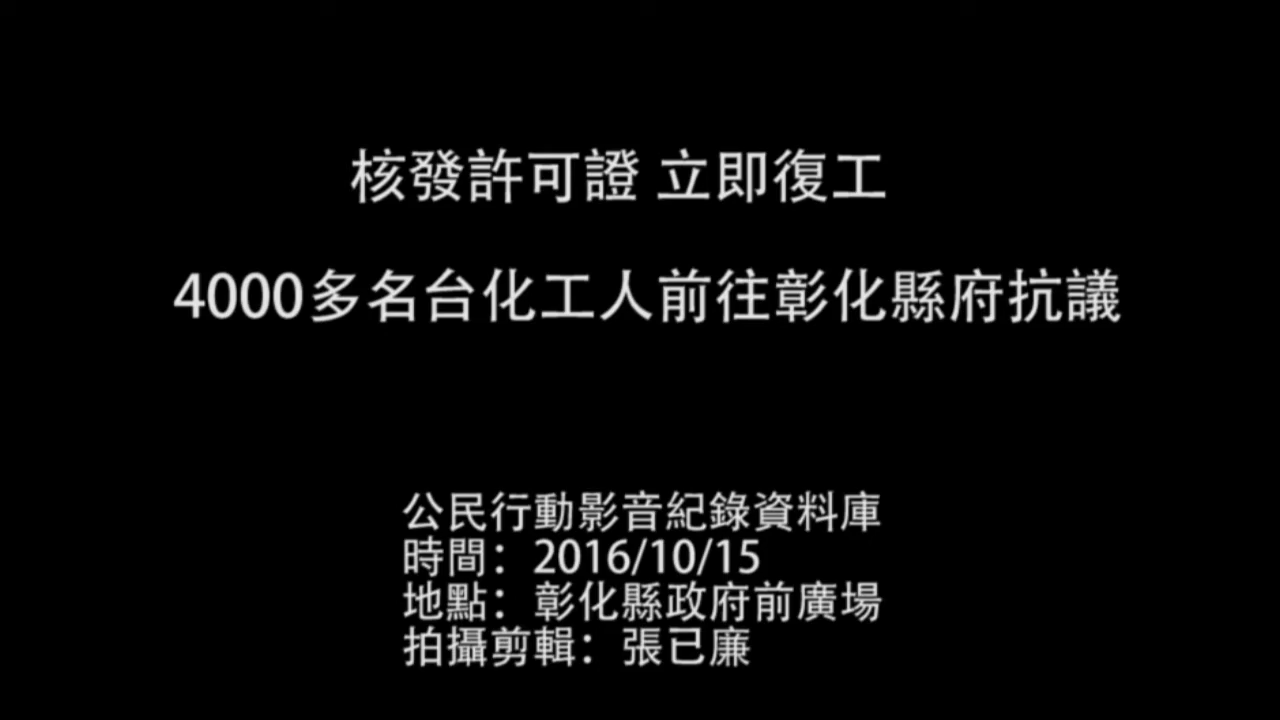 核發許可證 立即復工
4000多名台化工人前往彰化縣府抗議
公民行動影音紀錄資料庫
時間：2016/10/15
地點：彰化縣政府前廣場
拍攝剪輯：張已廉